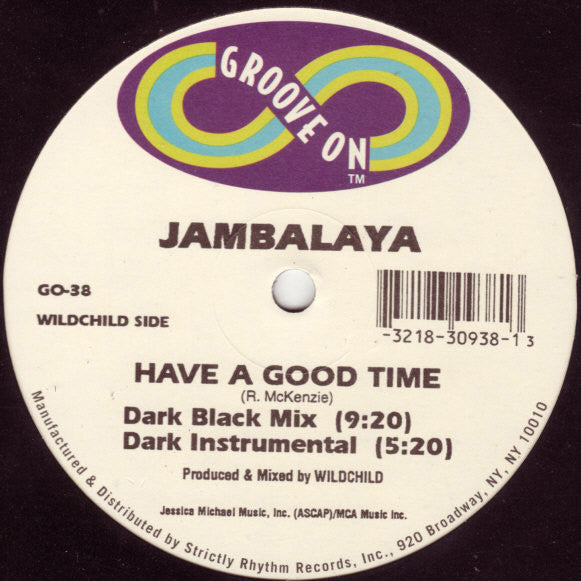 GROOVE ON
TM
JAMBALAYA
GO-38
WILDCHILD SIDE
-3218-30938-1 3
HAVE A GOOD TIME
(R. McKenzie)
Dark Black Mix (9:20)
Dark Instrumental (5:20)
Produced & Mixed by WILDCHILD
Jessica Michael Music, Inc. (ASCAP)/MCA Music Inc.
Manufactured & Distributed by Strictly Rhythm Records, Inc., 920 Broadway, NY, NY 10010